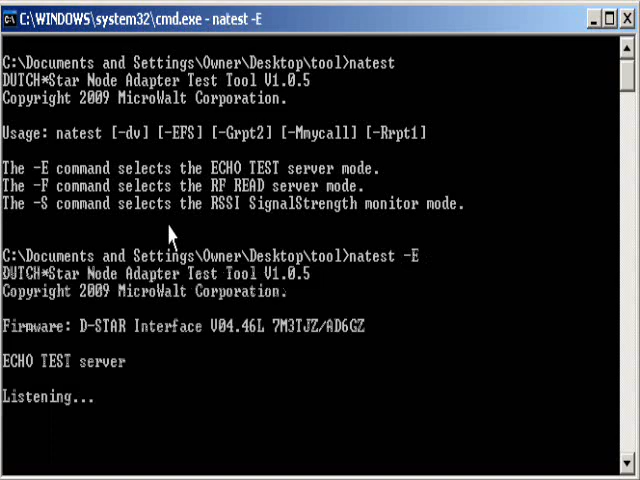 C:\WINDOWS\system32\cmd.exe - natest -E
C:\Documents and Settings\Owner\Desktop\tool>natest
DUTCH*Star Node Adapter Test Tool V1.0.5
Copyright 2009 MicroWalt Corporation.
Usage: natest [-dv] [-EFS] [-Grpt2] [-Mmycall] [-Rrpt1]
The -E command selects the ECHO TEST server mode.
The -F command selects the RF READ server mode.
The -S command selects the RSSI SignalStrength monitor mode.
C:\Documents and Settings\Owner\Desktop\tool>natest -E
DUTCH*Star Node Adapter Test Tool V1.0.5
Copyright 2009 MicroWalt Corporation.
Firmware: D-STAR Interface V04.46L 7M3TJZ/AD6GZ
ECHO TEST server
Listening...